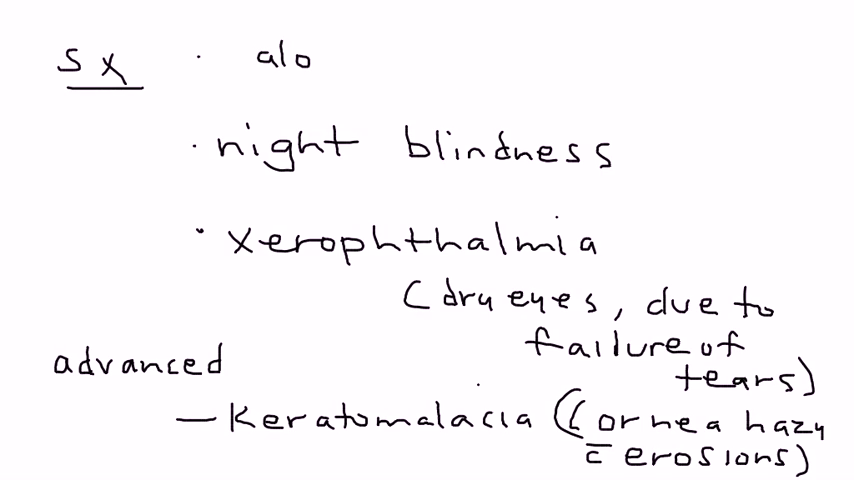 Sx · alo
· night blindness
· xerophthalmia
(dry eyes, due to
failure of
tears)
advanced
— Keratomalacia (Cornea hazy
c̄ erosions)